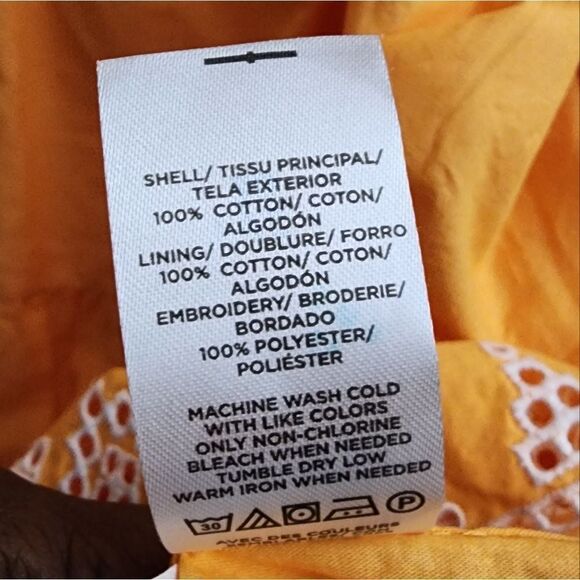 SHELL/ TISSU PRINCIPAL/
TELA EXTERIOR
100% COTTON/ COTON/
ALGODÓN
LINING/ DOUBLURE/ FORRO
100% COTTON/ COTON/
ALGODÓN
EMBROIDERY/ BRODERIE/
BORDADO
100% POLYESTER/
POLIÉSTER
MACHINE WASH COLD
WITH LIKE COLORS
ONLY NON-CHLORINE
BLEACH WHEN NEEDED
TUMBLE DRY LOW
WARM IRON WHEN NEEDED
30 P
AVEC DES COULEURS